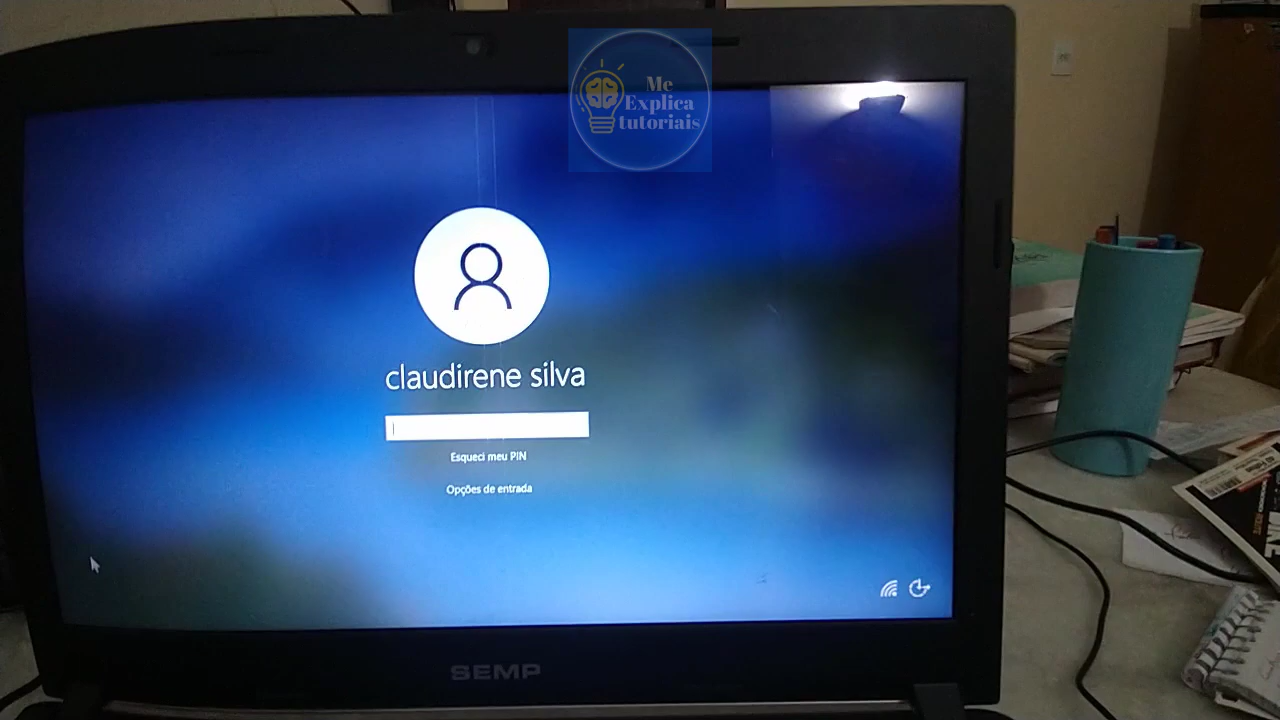 Me
Explica
tutoriais
claudirene silva
Esqueci meu PIN
Opções de entrada
SEMP